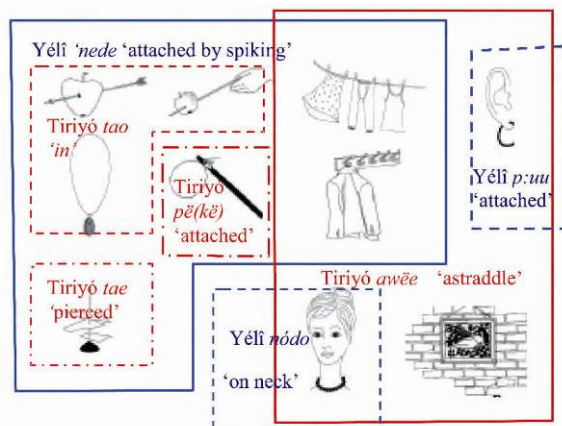 Yélî ‘nede ‘attached by spiking’
Tiriyó tao
‘in’
Tiriyó
pë(kë)
‘attached’
Yélî p:uu
‘attached’
Tiriyó tae
‘pierced’
Tiriyó awëe ‘astraddle’
Yélî nódo
‘on neck’